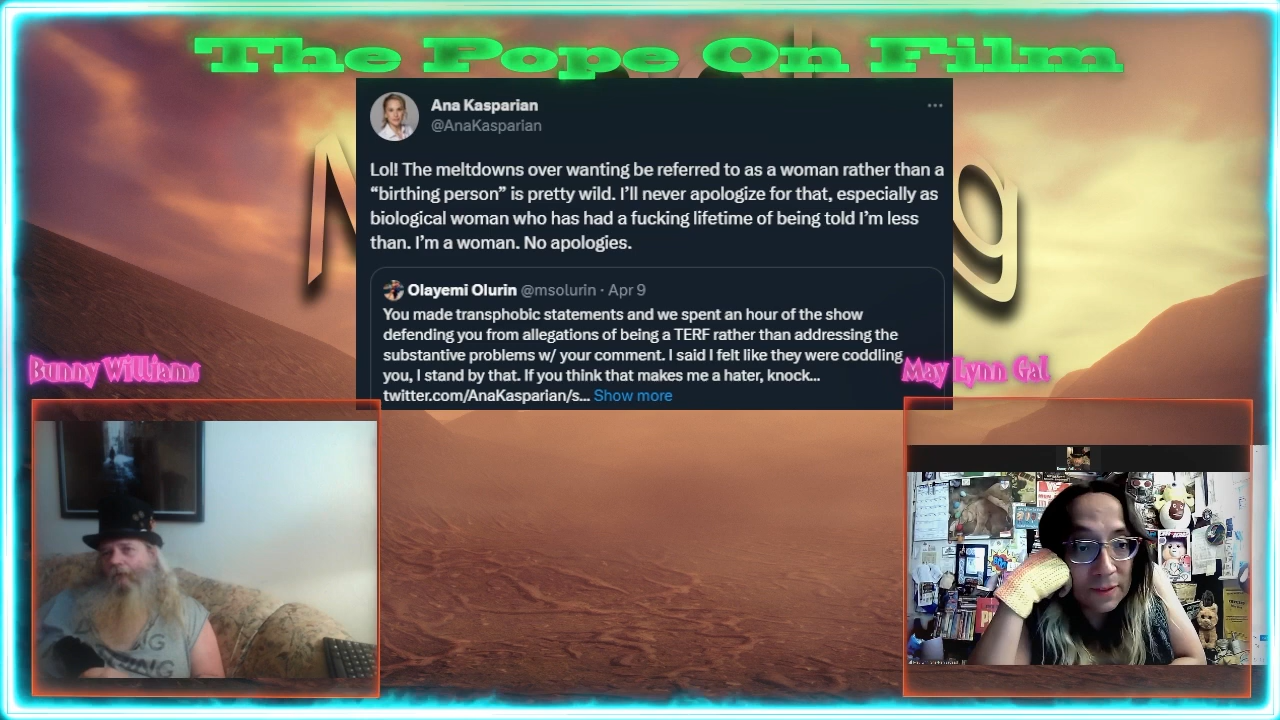 The Pope On Film
Ana Kasparian
@AnaKasparian
Lol! The meltdowns over wanting be referred to as a woman rather than a
“birthing person” is pretty wild. I’ll never apologize for that, especially as
biological woman who has had a fucking lifetime of being told I’m less
than. I’m a woman. No apologies.
Olayemi Olurin @msolurin · Apr 9
You made transphobic statements and we spent an hour of the show
defending you from allegations of being a TERF rather than addressing the
substantive problems w/ your comment. I said I felt like they were coddling
you, I stand by that. If you think that makes me a hater, knock...
twitter.com/AnaKasparian/s... Show more
Bunny Williams
May Lynn Gal